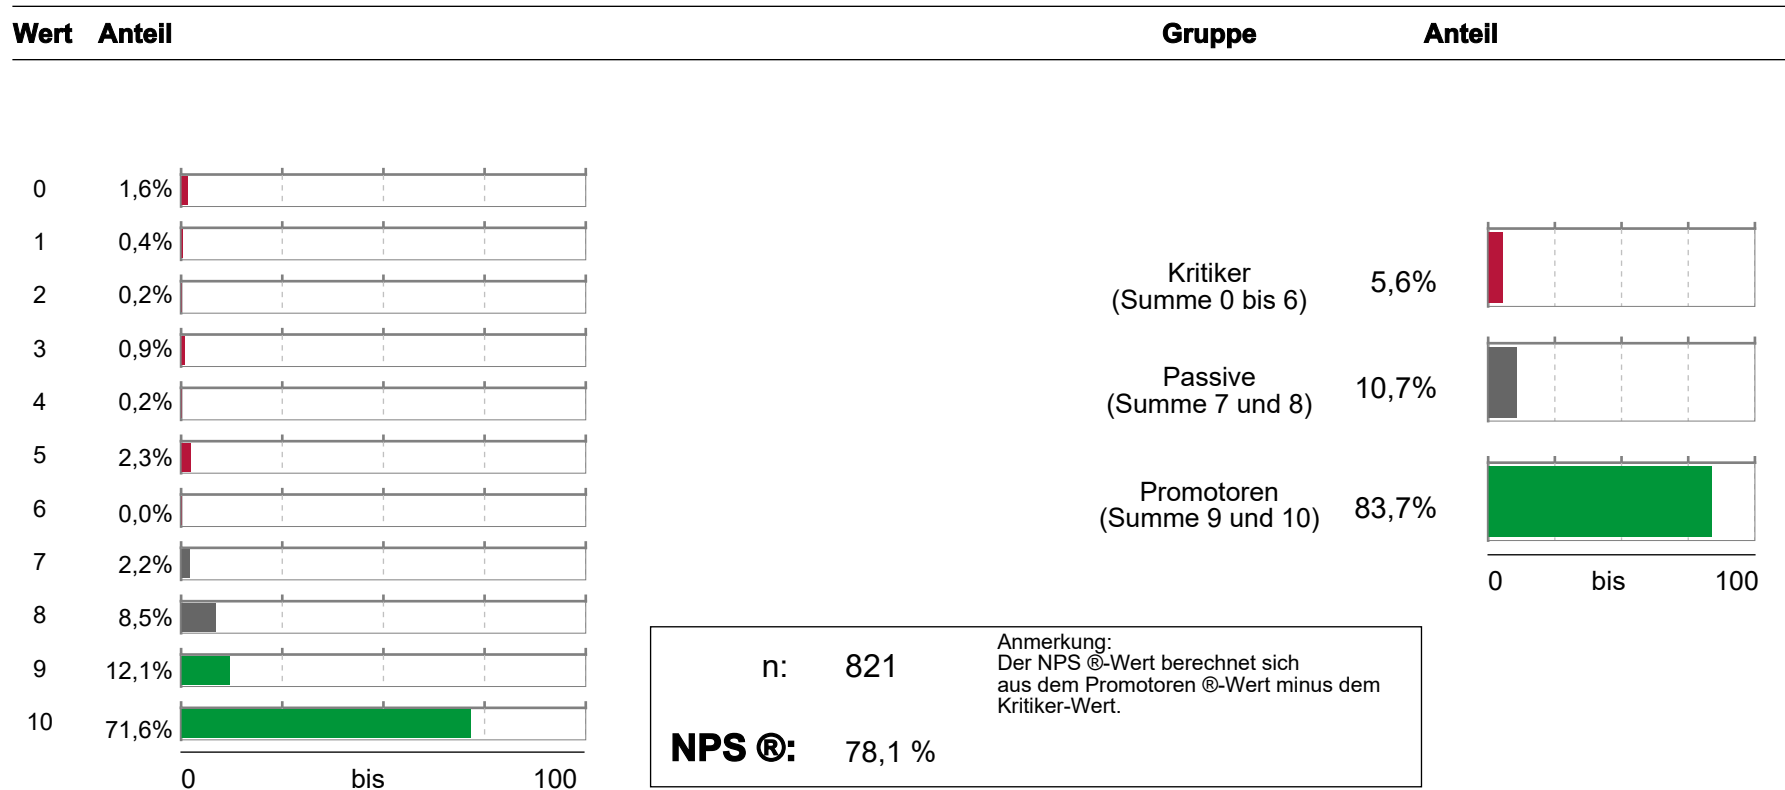 Wert Anteil Gruppe Anteil
0 1,6%
1 0,4%
2 0,2%
3 0,9%
4 0,2%
5 2,3%
6 0,0%
7 2,2%
8 8,5%
9 12,1%
10 71,6%
0 bis 100
Kritiker
(Summe 0 bis 6) 5,6%
Passive
(Summe 7 und 8) 10,7%
Promotoren
(Summe 9 und 10) 83,7%
0 bis 100
n: 821
NPS ®: 78,1 %
Anmerkung:
Der NPS ®-Wert berechnet sich
aus dem Promotoren ®-Wert minus dem
Kritiker-Wert.